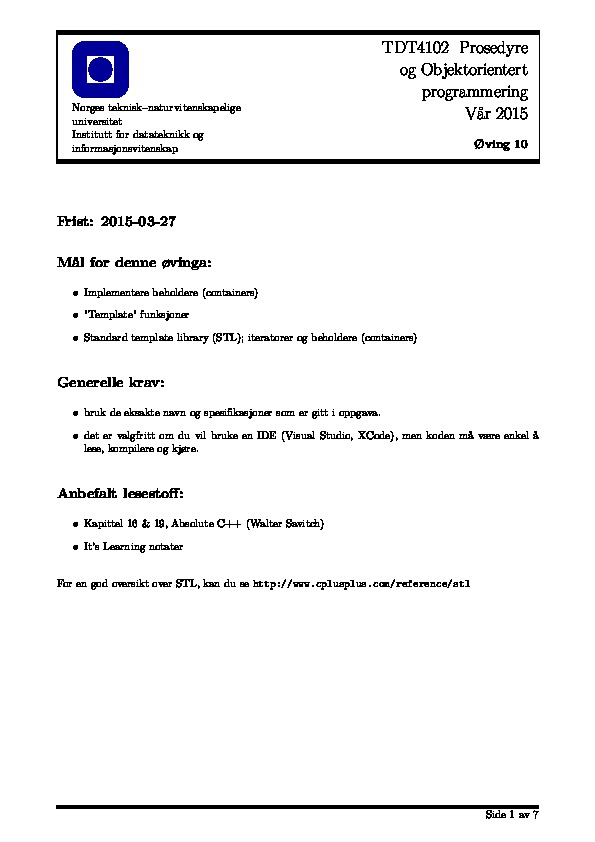 Norges teknisk–naturvitenskapelige
universitet
Institutt for datateknikk og
informasjonsvitenskap
TDT4102 Prosedyre
og Objektorientert
programmering
Vår 2015
Øving 10
Frist: 2015-03-27
Mål for denne øvinga:
• Implementere beholdere (containers)
• 'Template' funksjoner
• Standard template library (STL); iteratorer og beholdere (containers)
Generelle krav:
• bruk de eksakte navn og spesifikasjoner som er gitt i oppgava.
• det er valgfritt om du vil bruke en IDE (Visual Studio, XCode), men koden må være enkel å
lese, kompilere og kjøre.
Anbefalt lesestoff:
• Kapittel 16 & 19, Absolute C++ (Walter Savitch)
• It's Learning notater
For en god oversikt over STL, kan du se http://www.cplusplus.com/reference/stl
Side 1 av 7